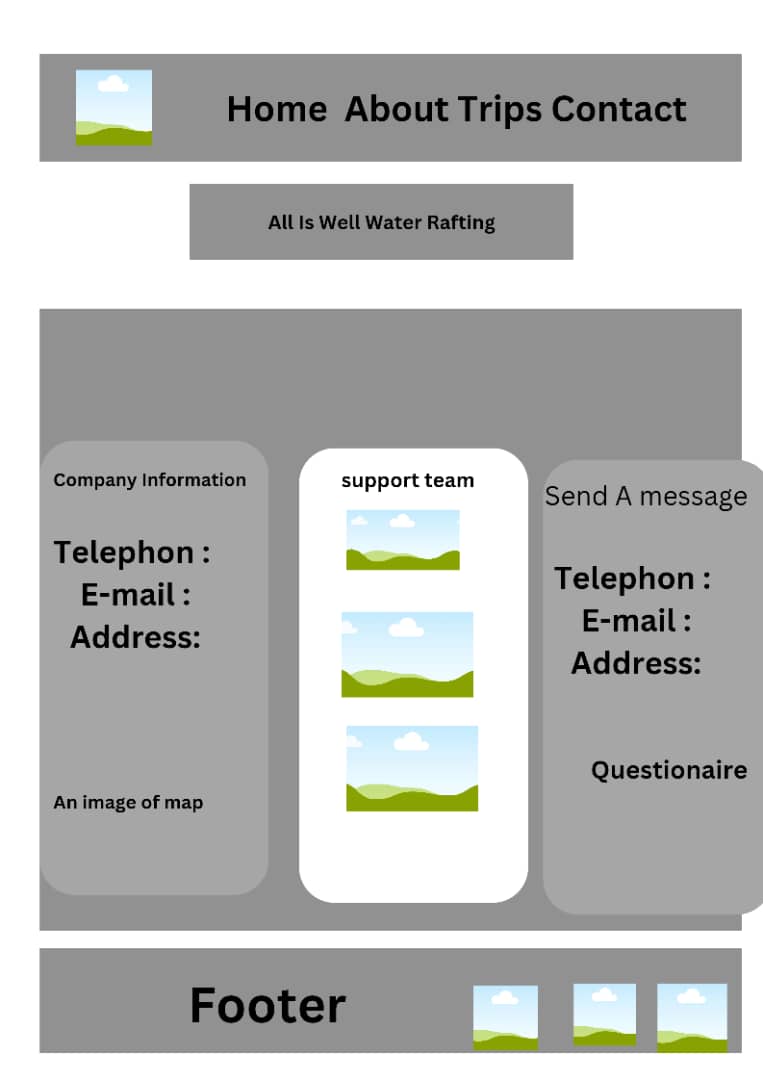 Home About Trips Contact
All Is Well Water Rafting
Company Information
Telephon :
E-mail :
Address:
An image of map
support team
Send A message
Telephon :
E-mail :
Address:
Questionaire
Footer